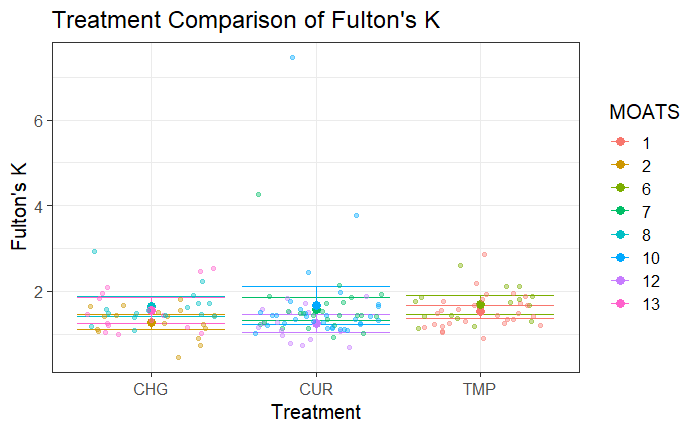 Treatment Comparison of Fulton's K
Fulton's K
6
4
2
CHG
CUR
TMP
Treatment
MOATS
1
2
6
7
8
10
12
13